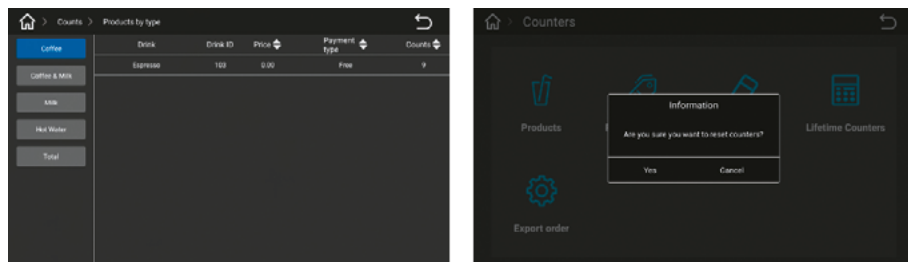 > Counts > Products by type
Coffee
Coffee & Milk
Milk
Hot Water
Total
Drink Drink ID Price Payment type Counts
Espresso 103 0.00 Free 9
> Counters
Products
Lifetime Counters
Export order
Information
Are you sure you want to reset counters?
Yes Cancel